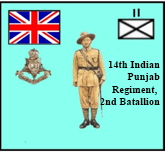 II
14th Indian
Punjab
Regiment,
2nd Batallion